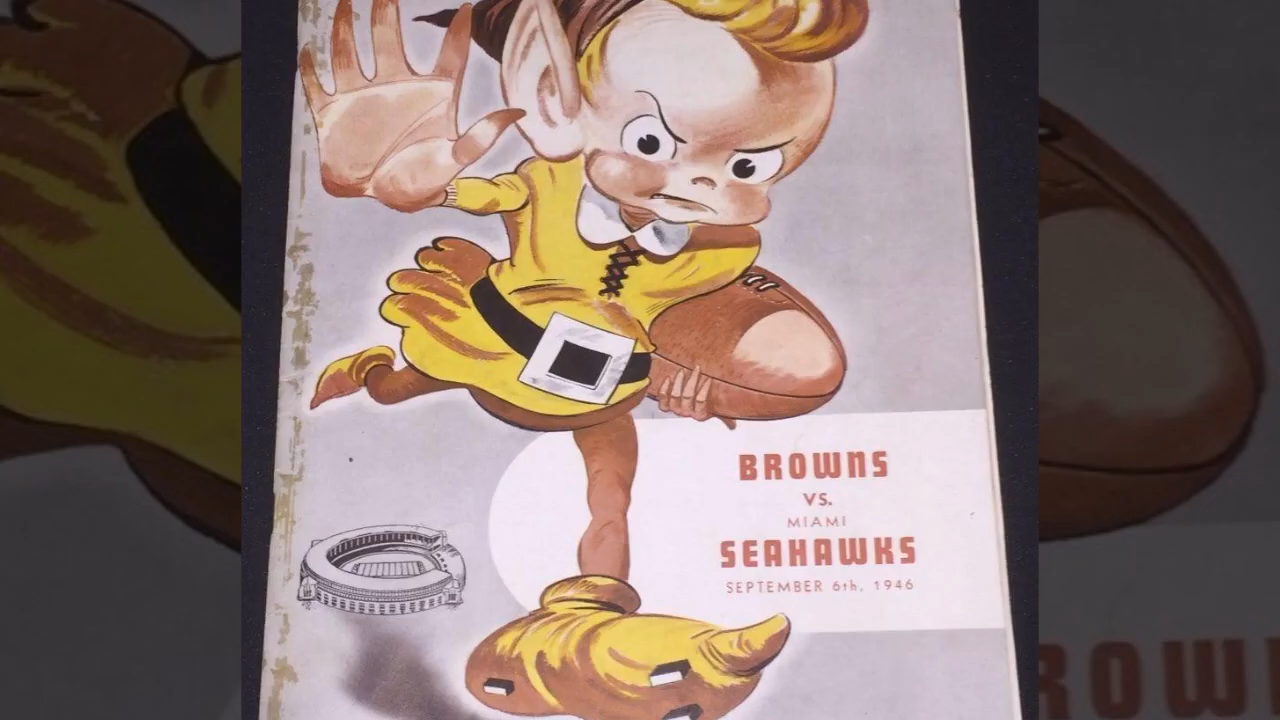 BROWNS
VS.
MIAMI
SEAHAWKS
SEPTEMBER 6th, 1946